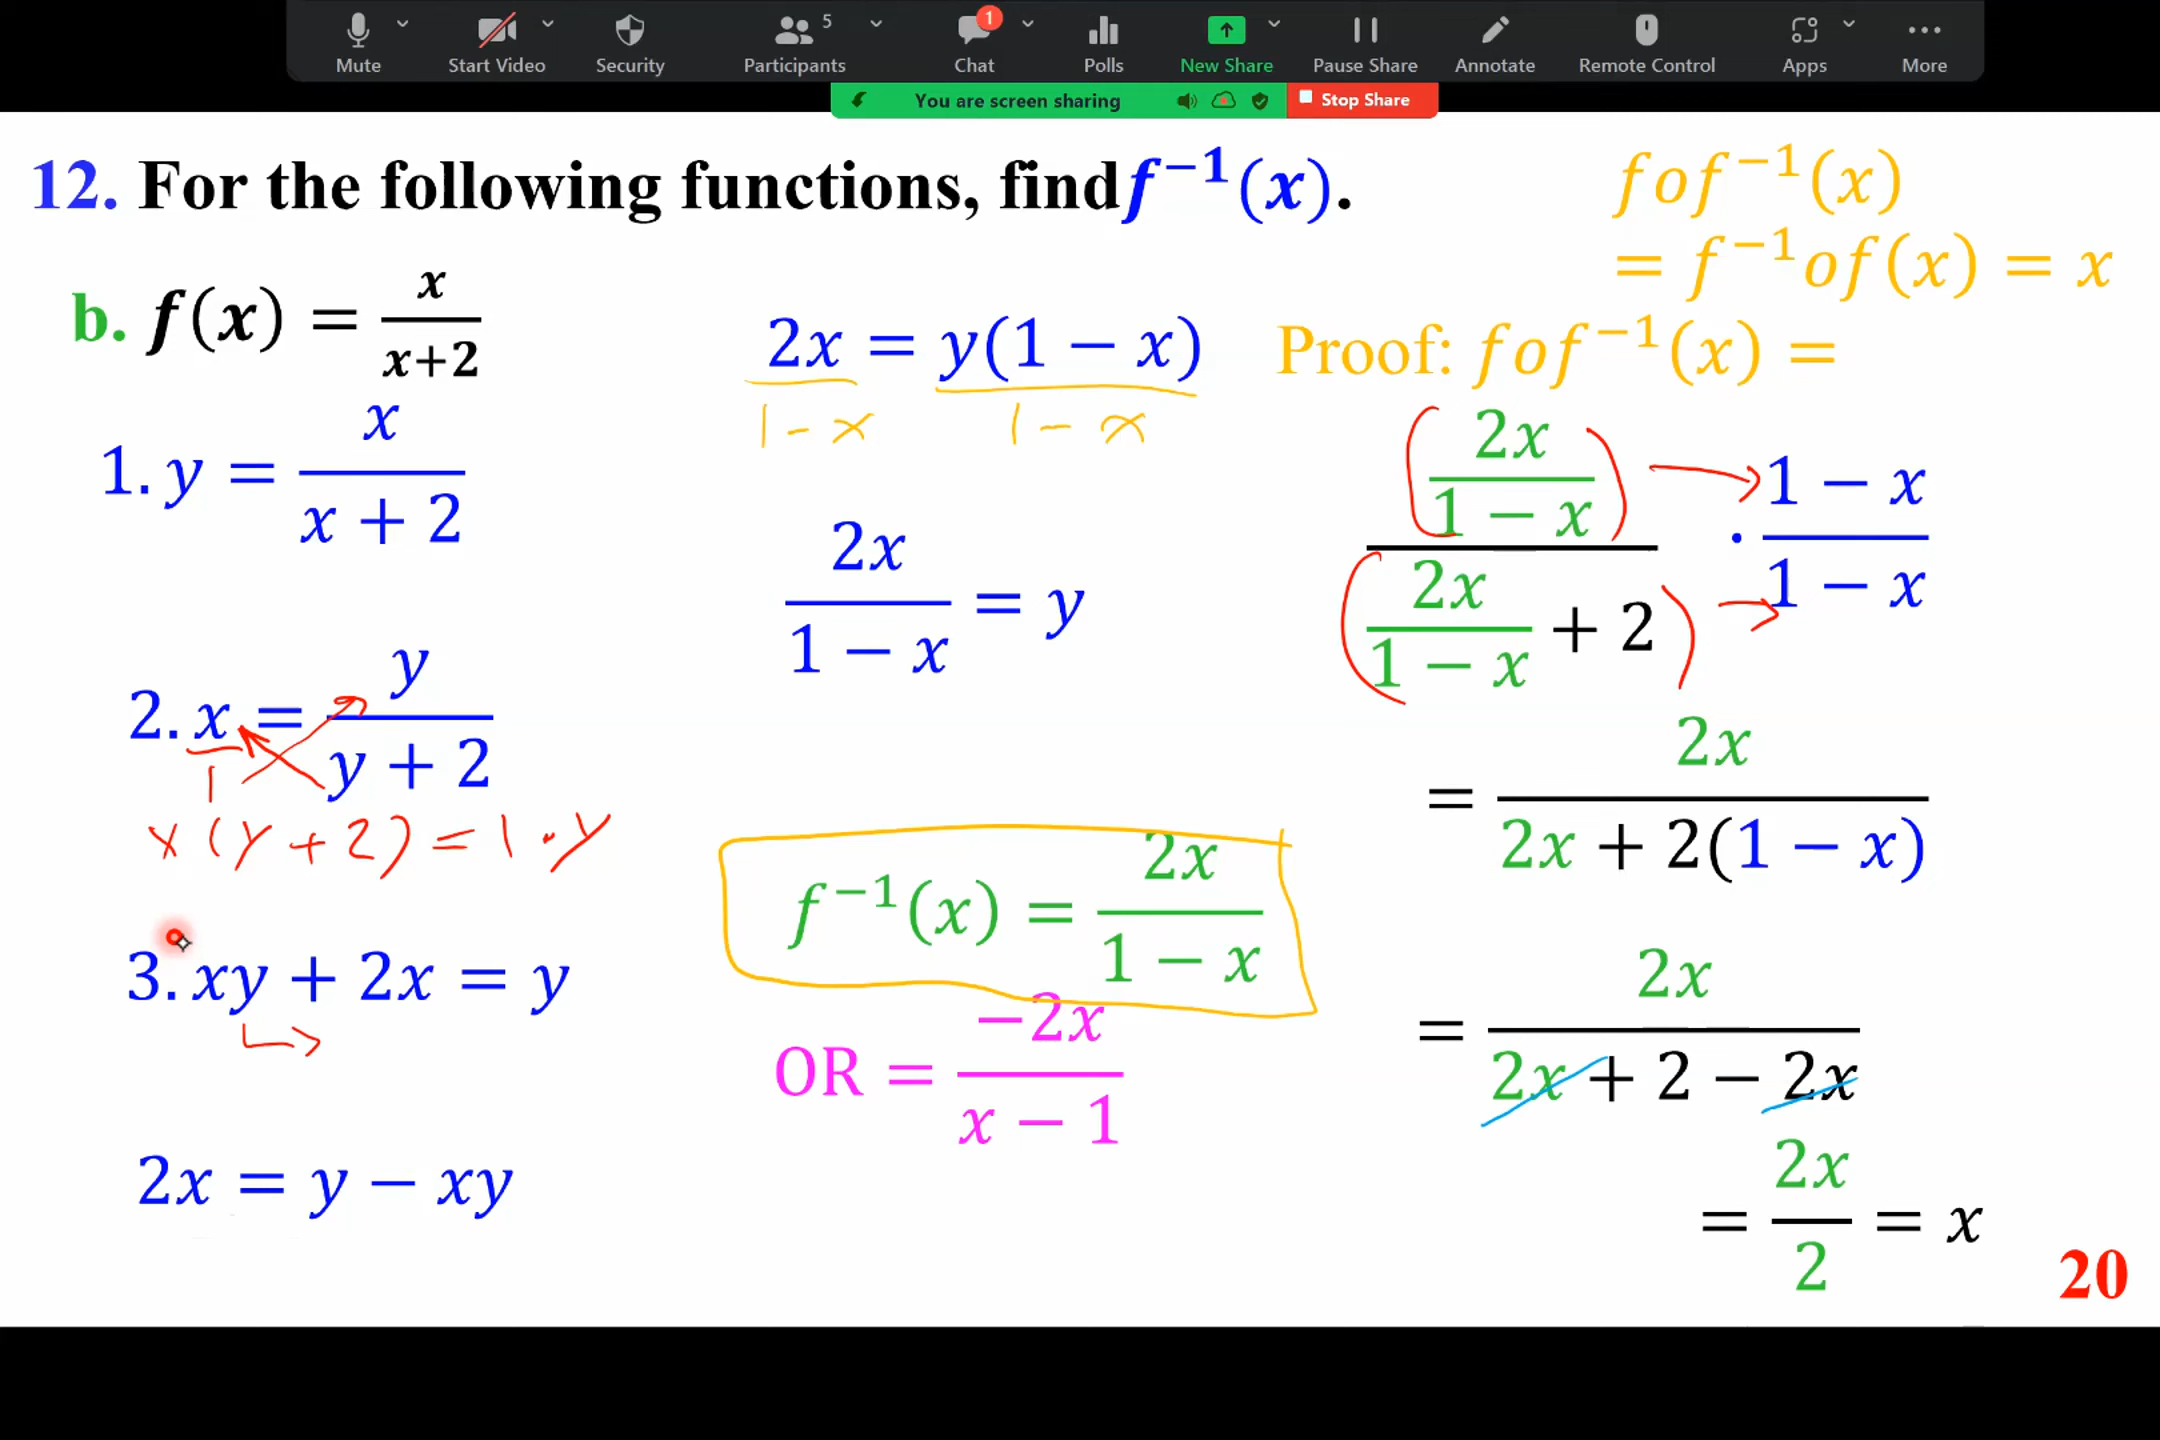 Mute
Start Video
Security
Participants 5
Chat 1
Polls
New Share
Pause Share
Annotate
Remote Control
Apps
More
You are screen sharing
Stop Share
12. For the following functions, find f⁻¹(x).
b. f(x) = x/(x+2)
1. y = x/(x + 2)
2. x = y/(y + 2)
1
x(y + 2) = 1·y
3. xy + 2x = y
2x = y − xy
2x = y(1 − x)
1 − x 1 − x
2x/(1 − x) = y
f⁻¹(x) = 2x/(1 − x)
OR = −2x/(x − 1)
fof⁻¹(x)
= f⁻¹of(x) = x
Proof: fof⁻¹(x) =
(2x/(1 − x))/(2x/(1 − x) + 2) · (1 − x)/(1 − x)
= 2x/(2x + 2(1 − x))
= 2x/(2x + 2 − 2x)
= 2x/2 = x
20